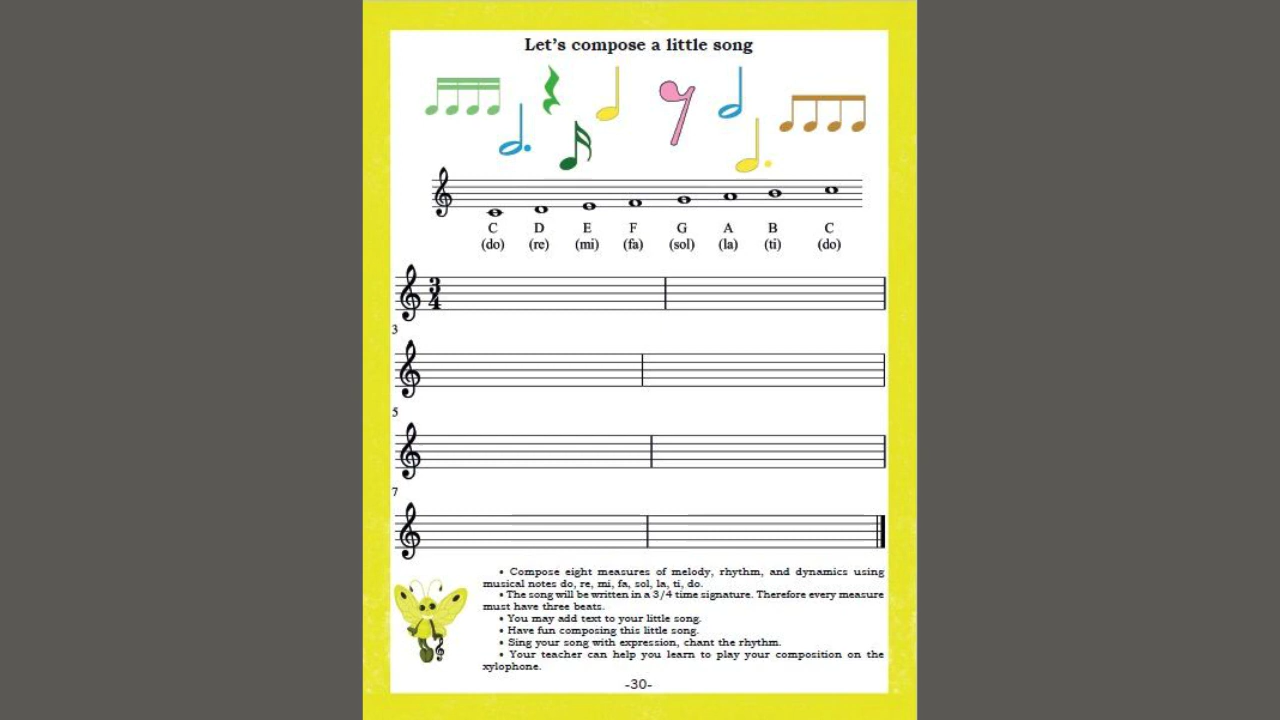 Let's compose a little song
C D E F G A B C
(do) (re) (mi) (fa) (sol) (la) (ti) (do)
3
4
3
5
7
• Compose eight measures of melody, rhythm, and dynamics using
musical notes do, re, mi, fa, sol, la, ti, do.
• The song will be written in a 3/4 time signature. Therefore every measure
must have three beats.
• You may add text to your little song.
• Have fun composing this little song.
• Sing your song with expression, chant the rhythm.
• Your teacher can help you learn to play your composition on the
xylophone.
-30-